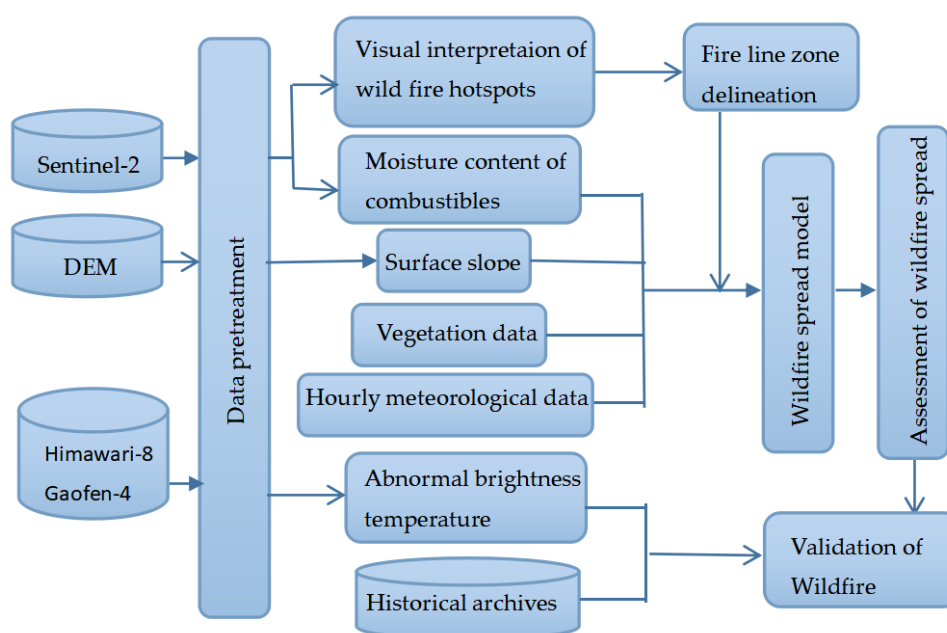 Sentinel-2
DEM
Himawari-8
Gaofen-4
Data pretreatment
Visual interpretaion of
wild fire hotspots
Moisture content of
combustibles
Surface slope
Vegetation data
Hourly meteorological data
Abnormal brightness
temperature
Historical archives
Fire line zone
delineation
Wildfire spread model
Assessment of wildfire spread
Validation of
Wildfire